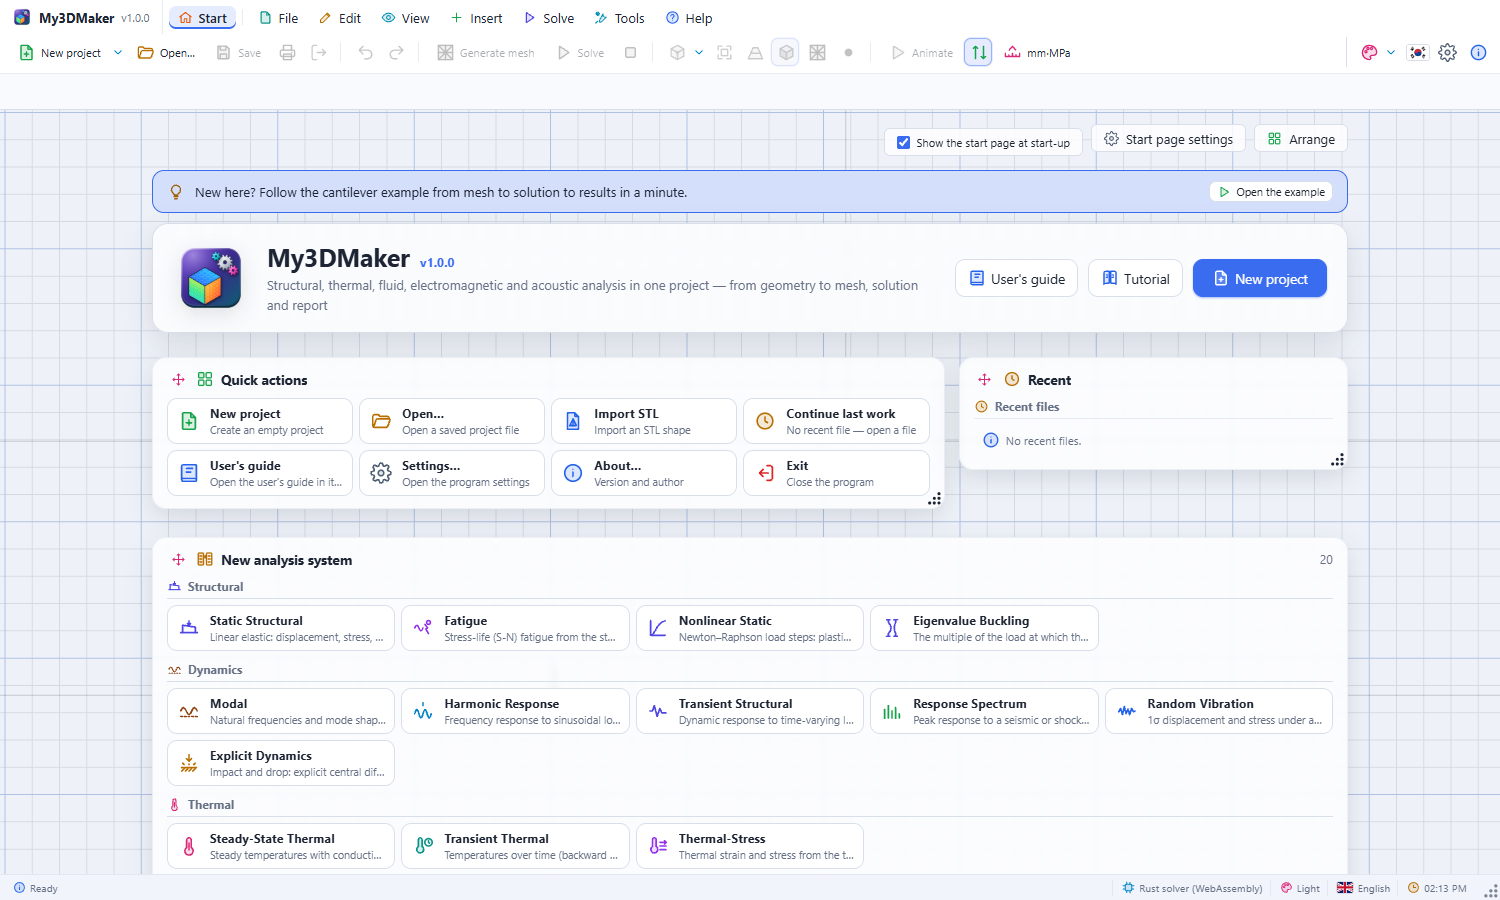 My3DMaker v1.0.0
Start
File
Edit
View
Insert
Solve
Tools
Help
New project
Open...
Save
Generate mesh
Solve
Animate
mm·MPa
Show the start page at start-up
Start page settings
Arrange
New here? Follow the cantilever example from mesh to solution to results in a minute.
Open the example
My3DMaker v1.0.0
Structural, thermal, fluid, electromagnetic and acoustic analysis in one project — from geometry to mesh, solution
and report
User's guide
Tutorial
New project
Quick actions
New project
Create an empty project
Open...
Open a saved project file
Import STL
Import an STL shape
Continue last work
No recent file — open a file
User's guide
Open the user's guide in it...
Settings...
Open the program settings
About...
Version and author
Exit
Close the program
Recent
Recent files
No recent files.
New analysis system
20
Structural
Static Structural
Linear elastic: displacement, stress, ...
Fatigue
Stress-life (S-N) fatigue from the st...
Nonlinear Static
Newton–Raphson load steps: plasti...
Eigenvalue Buckling
The multiple of the load at which th...
Dynamics
Modal
Natural frequencies and mode shap...
Harmonic Response
Frequency response to sinusoidal lo...
Transient Structural
Dynamic response to time-varying l...
Response Spectrum
Peak response to a seismic or shock...
Random Vibration
1σ displacement and stress under a...
Explicit Dynamics
Impact and drop: explicit central dif...
Thermal
Steady-State Thermal
Steady temperatures with conducti...
Transient Thermal
Temperatures over time (backward ...
Thermal-Stress
Thermal strain and stress from the t...
Ready
Rust solver (WebAssembly)
Light
English
02:13 PM